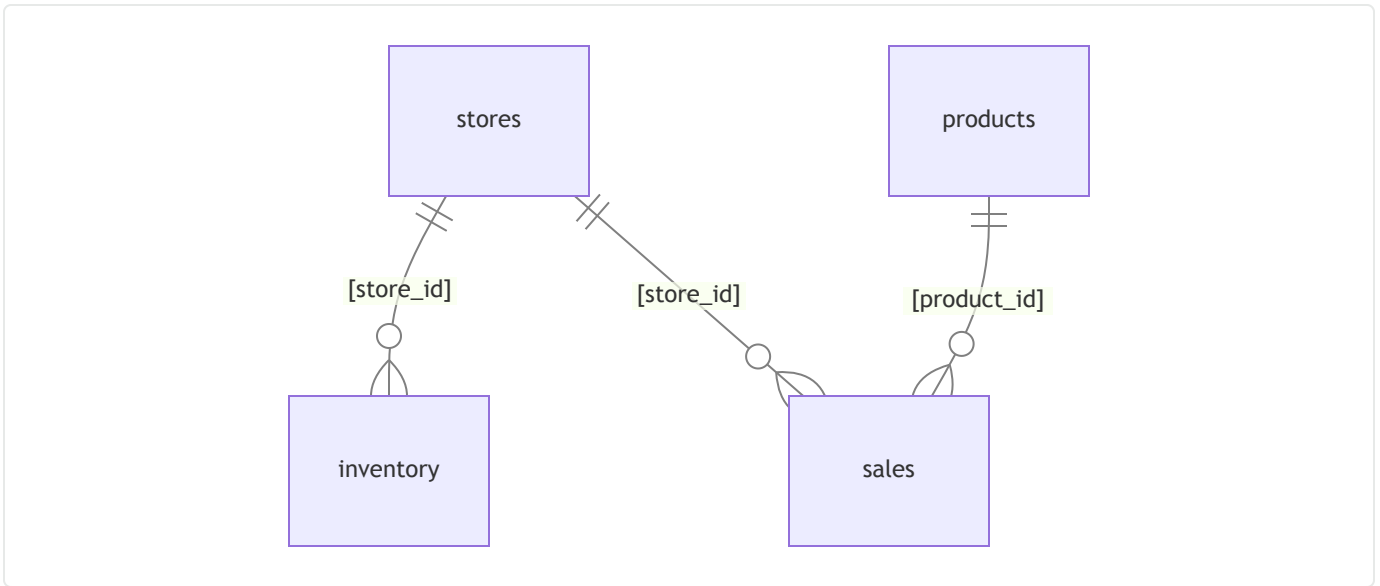 stores
products
[store_id]
[store_id]
[product_id]
inventory
sales